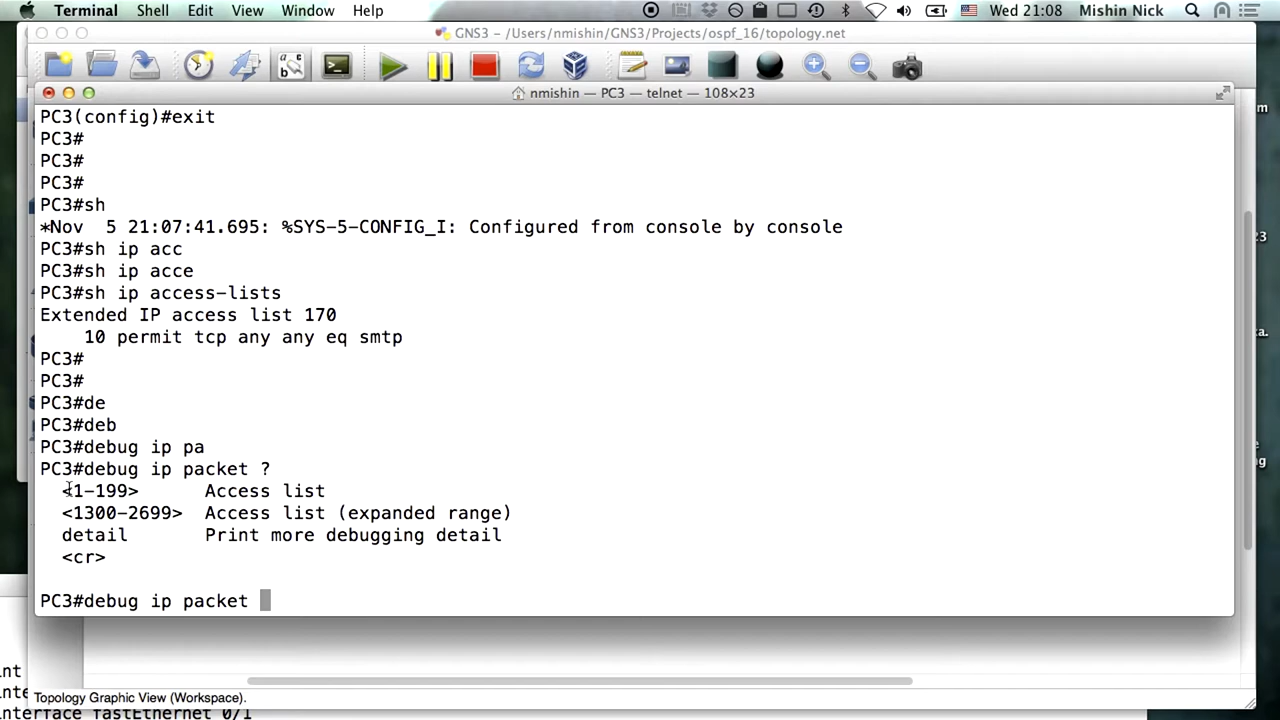 Terminal Shell Edit View Window Help Wed 21:08 Mishin Nick
GNS3 – /Users/nmishin/GNS3/Projects/ospf_16/topology.net
nmishin — PC3 — telnet — 108×23
PC3(config)#exit
PC3#
PC3#
PC3#
PC3#sh
*Nov  5 21:07:41.695: %SYS-5-CONFIG_I: Configured from console by console
PC3#sh ip acc
PC3#sh ip acce
PC3#sh ip access-lists
Extended IP access list 170
    10 permit tcp any any eq smtp
PC3#
PC3#
PC3#de
PC3#deb
PC3#debug ip pa
PC3#debug ip packet ?
  <1-199>      Access list
  <1300-2699>  Access list (expanded range)
  detail       Print more debugging detail
  <cr>
PC3#debug ip packet
Topology Graphic View (Workspace).
interface fastEthernet 0/1